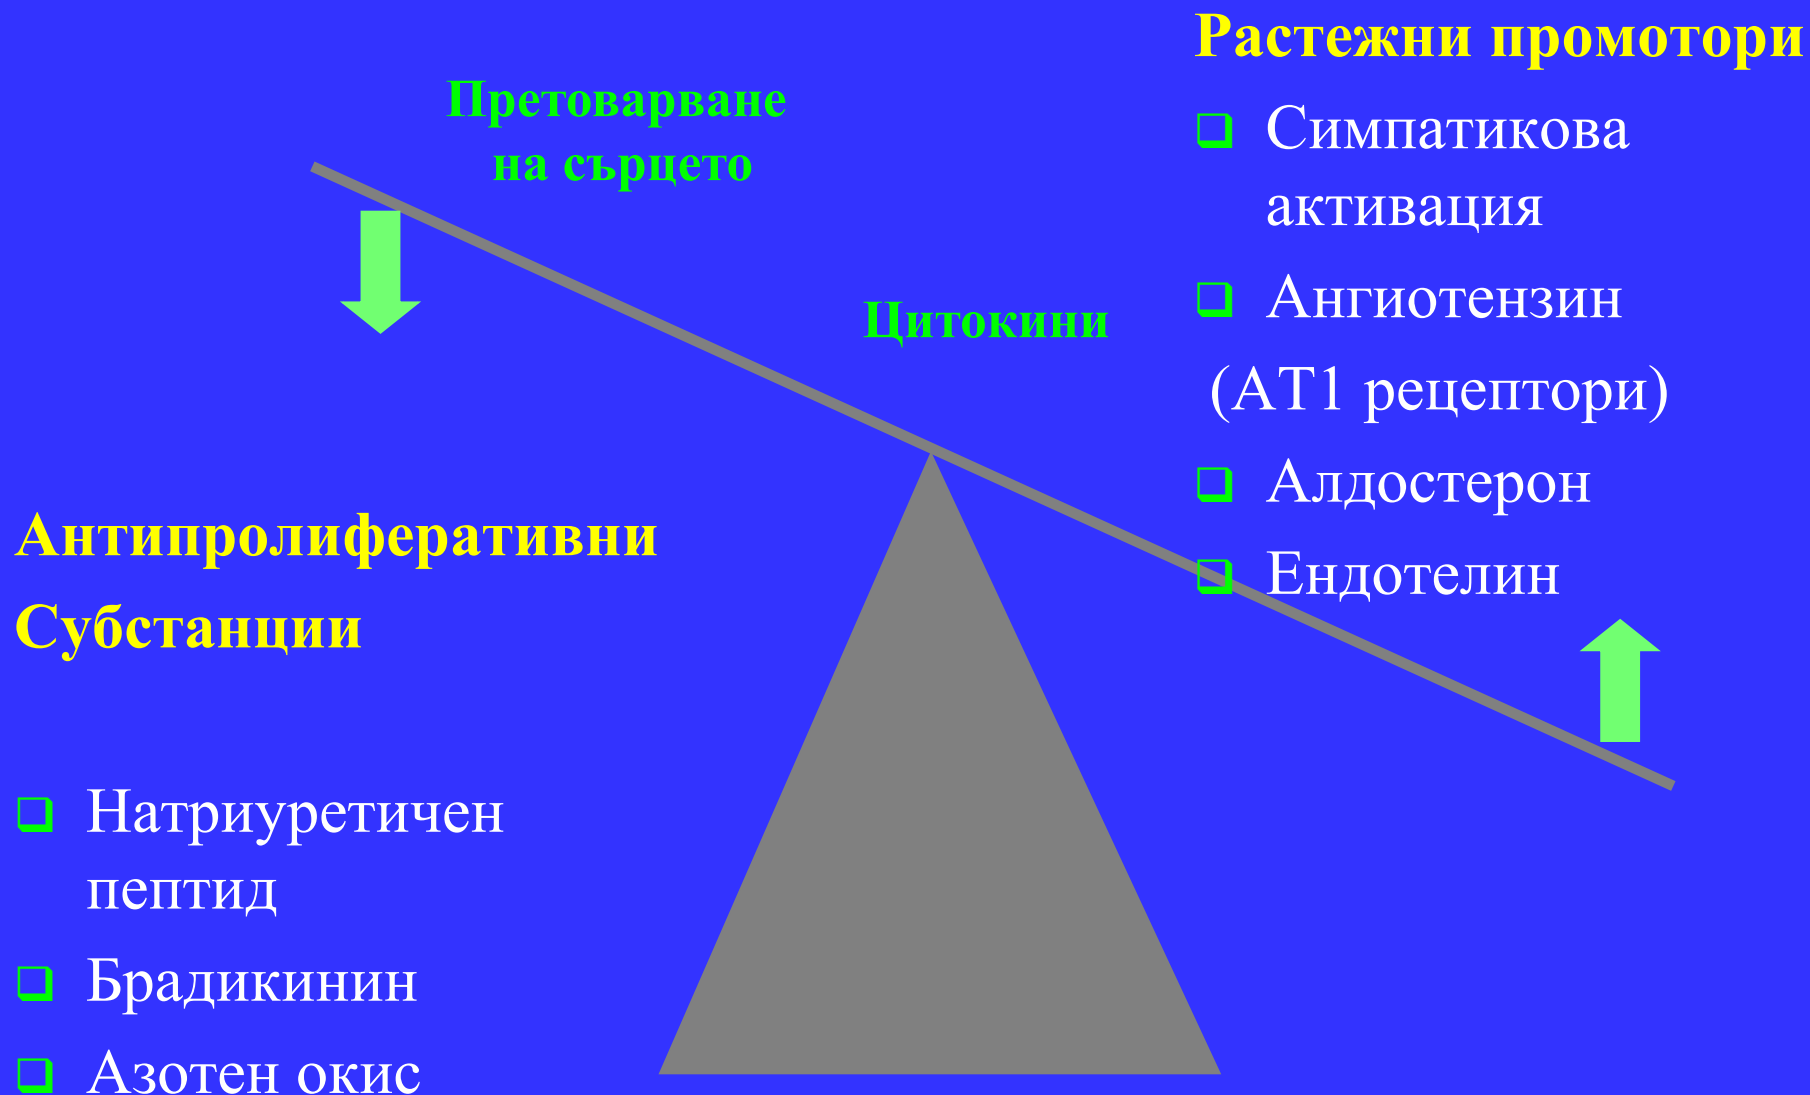 Растежни промотори
Претоварване
на сърцето
❑ Симпатикова
активация
❑ Ангиотензин
Цитокини
(АТ1 рецептори)
❑ Алдостерон
❑ Ендотелин
Антипролиферативни
Субстанции
❑ Натриуретичен
пептид
❑ Брадикинин
❑ Азотен окис